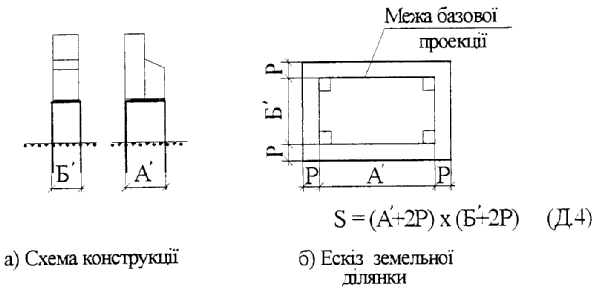 Межа базової
проекції
Р
Б′
Р
Б′
А′
Р
А′
Р
S = (А′+2Р) х (Б′+2Р) (Д.4)
а) Схема конструкції
б) Ескіз земельної
ділянки